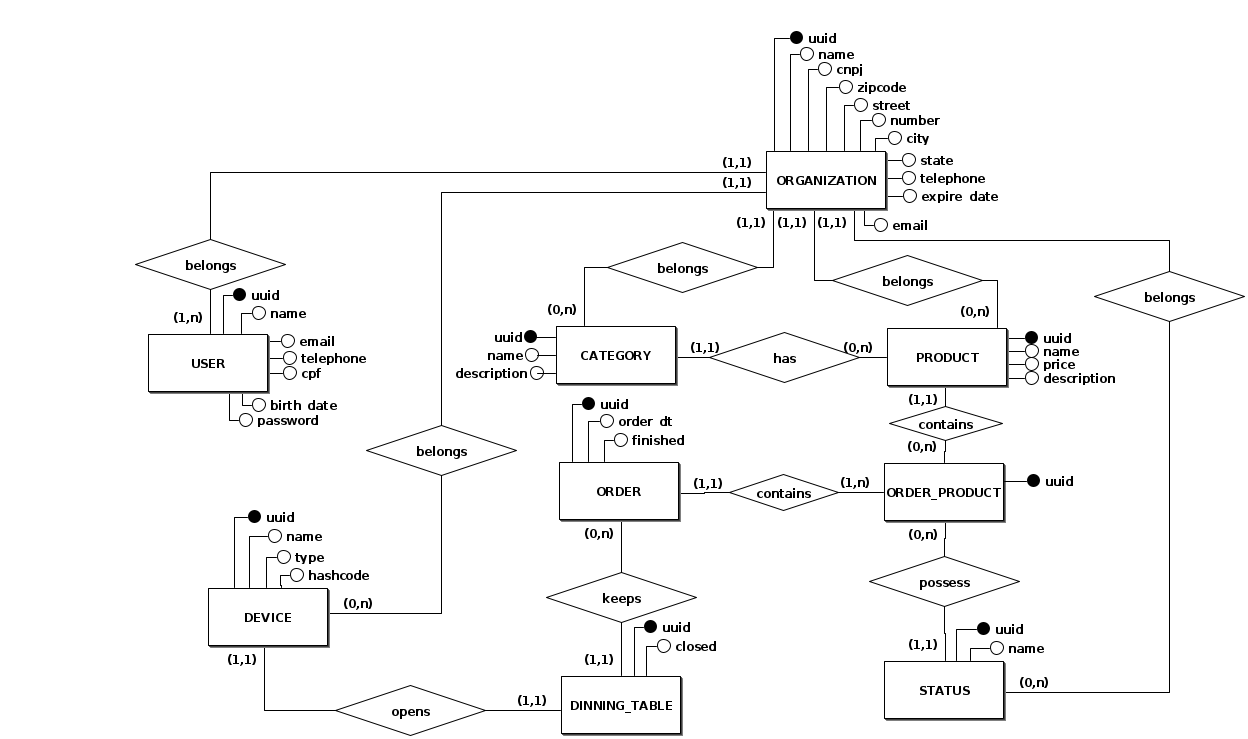 uuid
name
cnpj
zipcode
street
number
city
state
telephone
expire date
email
ORGANIZATION
(1,1)
(1,1)
(1,1)
(1,1)
(1,1)
belongs
belongs
belongs
belongs
(1,n)
uuid
name
email
telephone
cpf
birth date
password
USER
(0,n)
uuid
name
description
CATEGORY
(1,1)
has
(0,n)
(0,n)
PRODUCT
uuid
name
price
description
(1,1)
contains
(0,n)
uuid
order dt
finished
ORDER
(1,1)
contains
(1,n)
ORDER_PRODUCT
uuid
belongs
(0,n)
keeps
(0,n)
possess
uuid
name
type
hashcode
DEVICE
(0,n)
(1,1)
opens
(1,1)
(1,1)
uuid
closed
DINNING_TABLE
(1,1)
uuid
name
STATUS
(0,n)